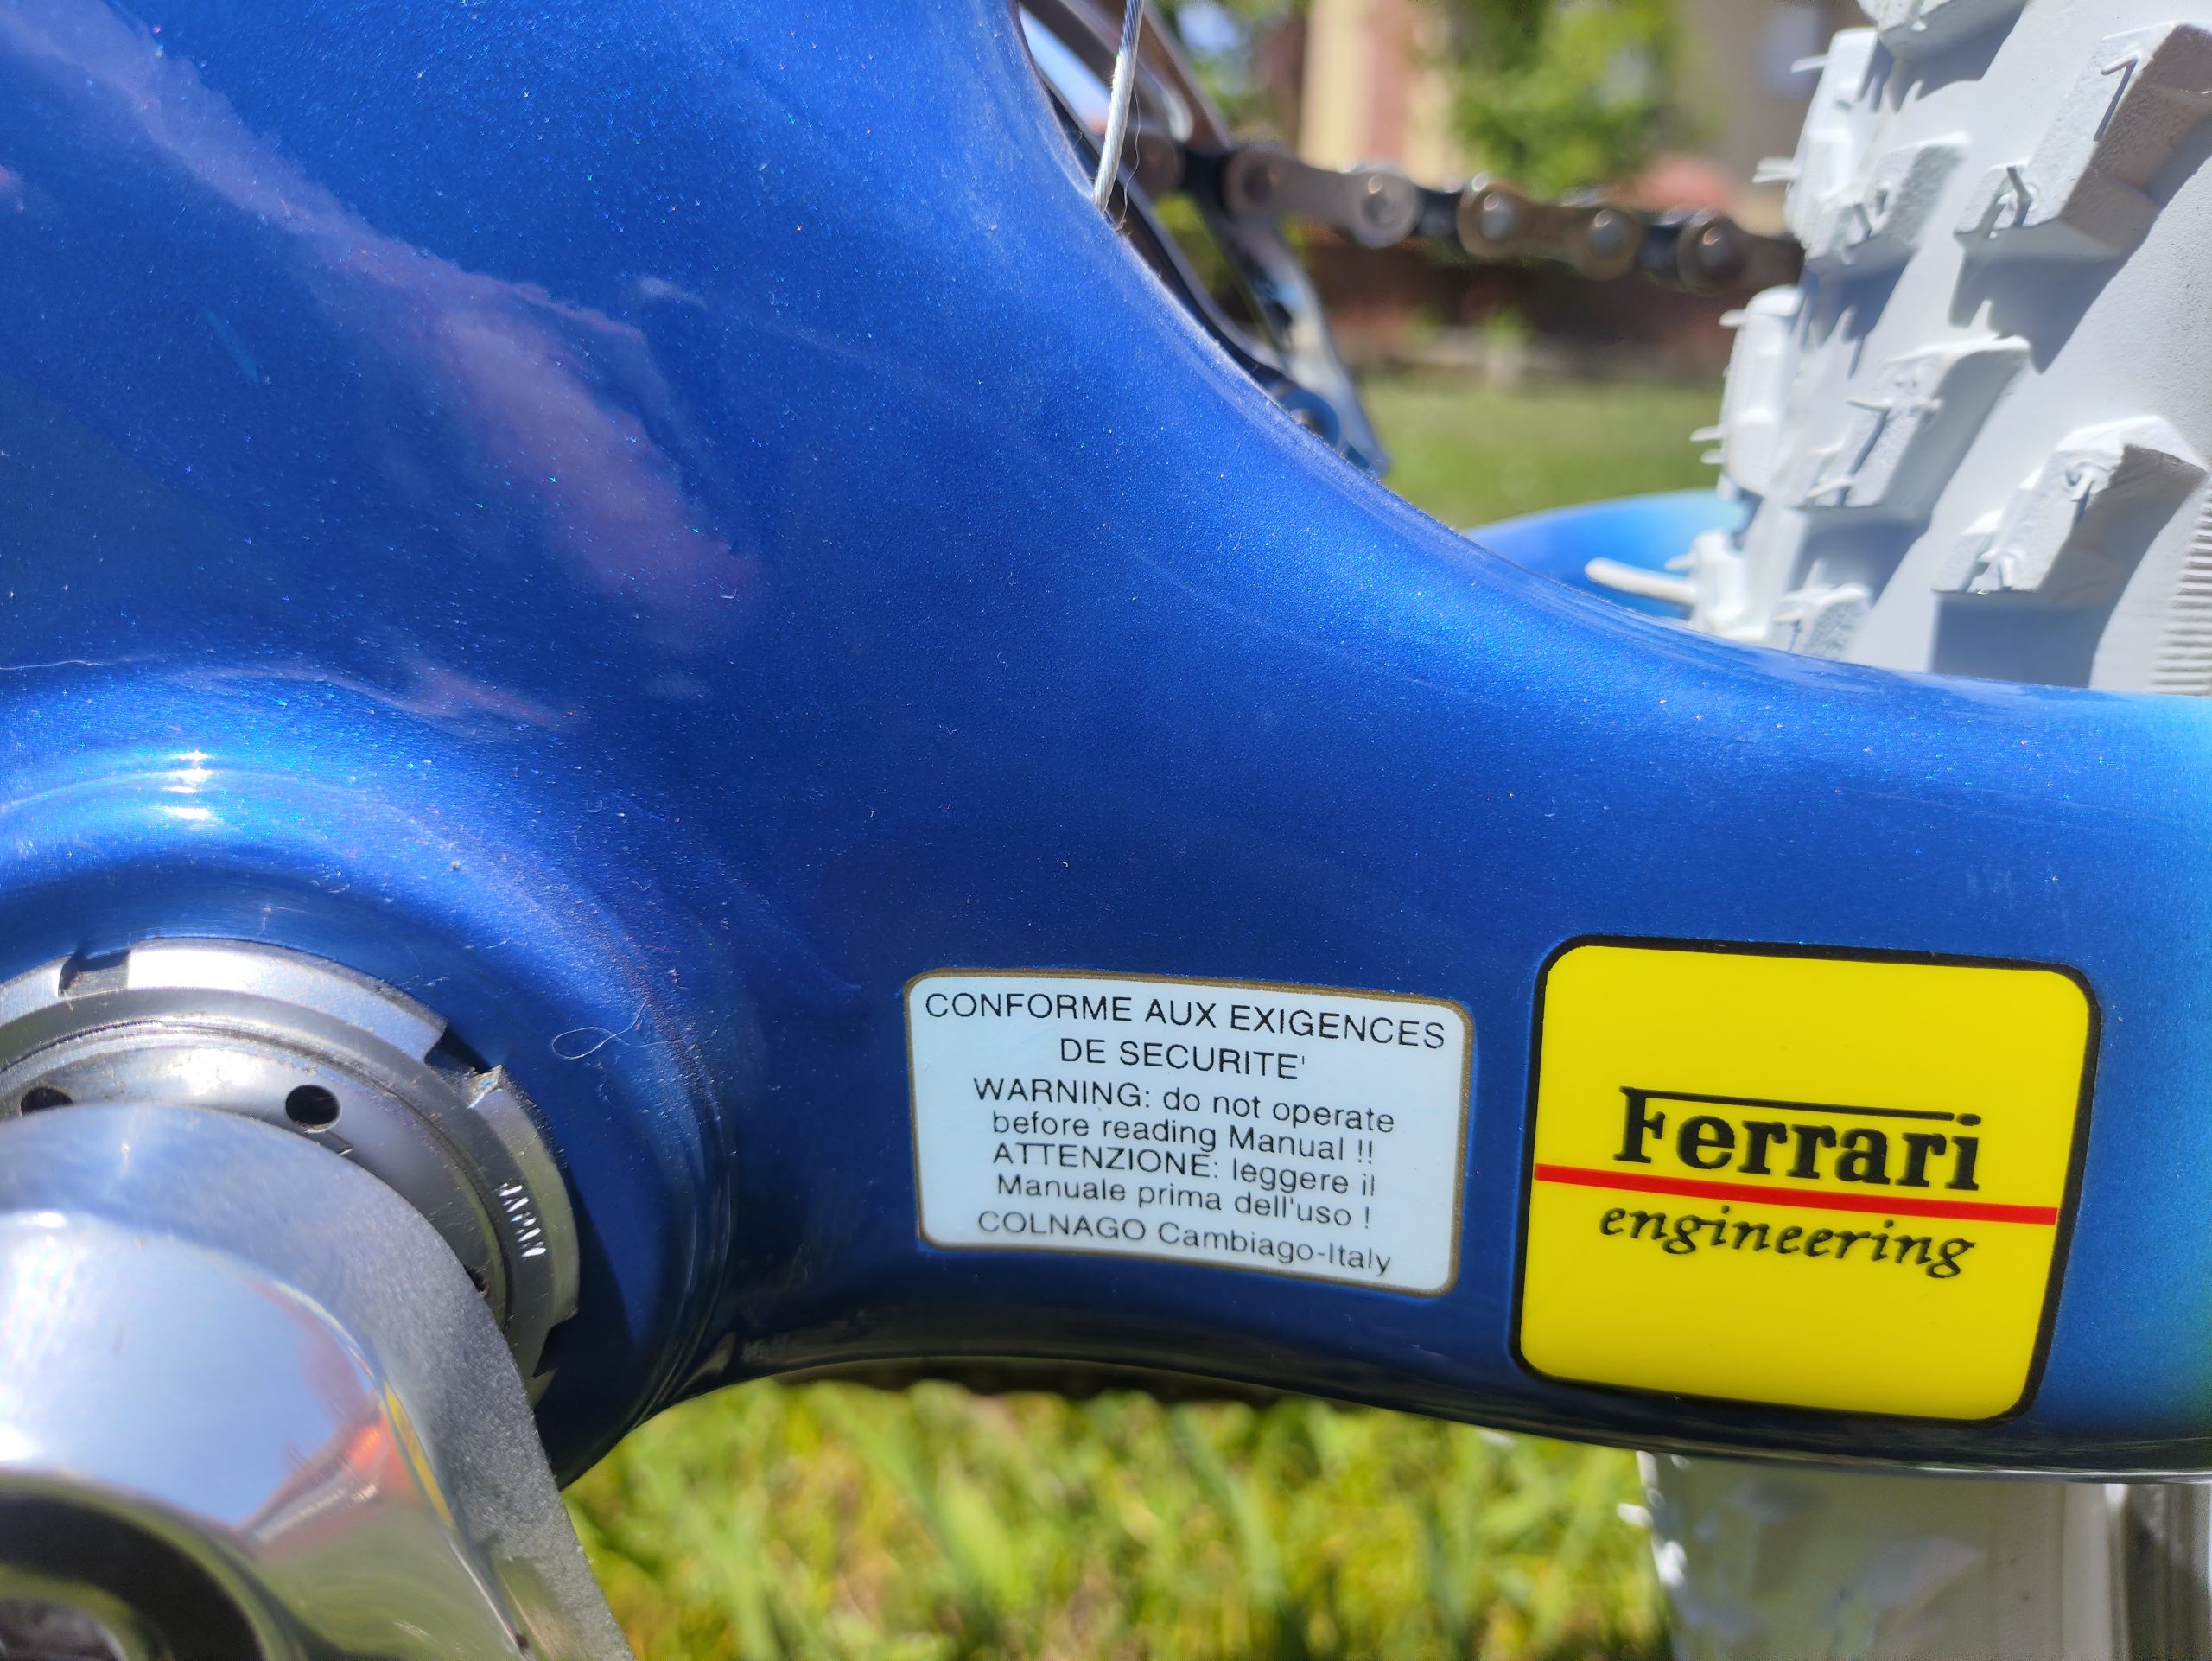 CONFORME AUX EXIGENCES
DE SECURITE'
WARNING: do not operate
before reading Manual !!
ATTENZIONE: leggere il
Manuale prima dell'uso !
COLNAGO Cambiago-Italy
Ferrari
engineering
JAPAN